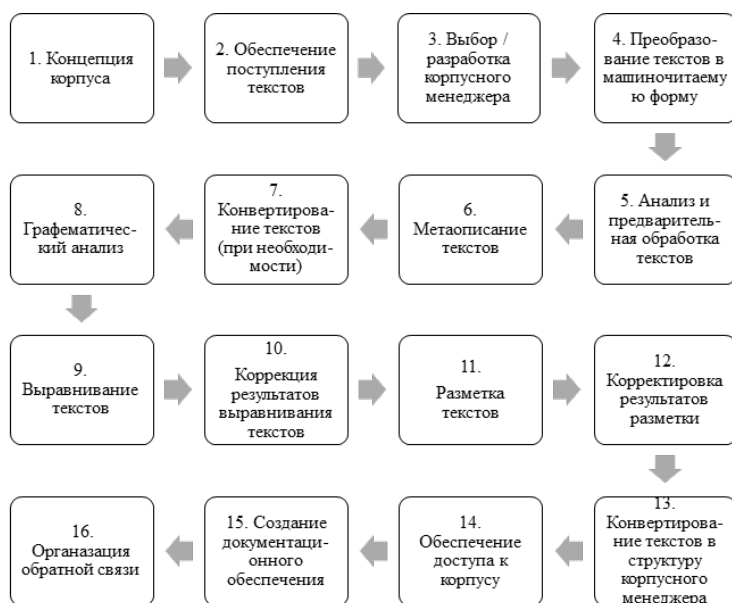 1. Концепция
корпуса
2. Обеспечение
поступления
текстов
3. Выбор /
разработка
корпусного
менеджера
4. Преобразо-
вание текстов в
машиночитаему
ю форму
5. Анализ и
предваритель-
ная обработка
текстов
6.
Метаописание
текстов
7.
Конвертирова-
ние текстов
(при необходи-
мости)
8.
Графематичес-
кий анализ
9.
Выравнивание
текстов
10.
Коррекция
результатов
выравнивания
текстов
11.
Разметка
текстов
12.
Корректировка
результатов
разметки
13.
Конвертирова-
ние текстов в
структуру
корпусного
менеджера
14.
Обеспечение
доступа к
корпусу
15. Создание
документаци-
онного
обеспечения
16.
Органазация
обратной связи